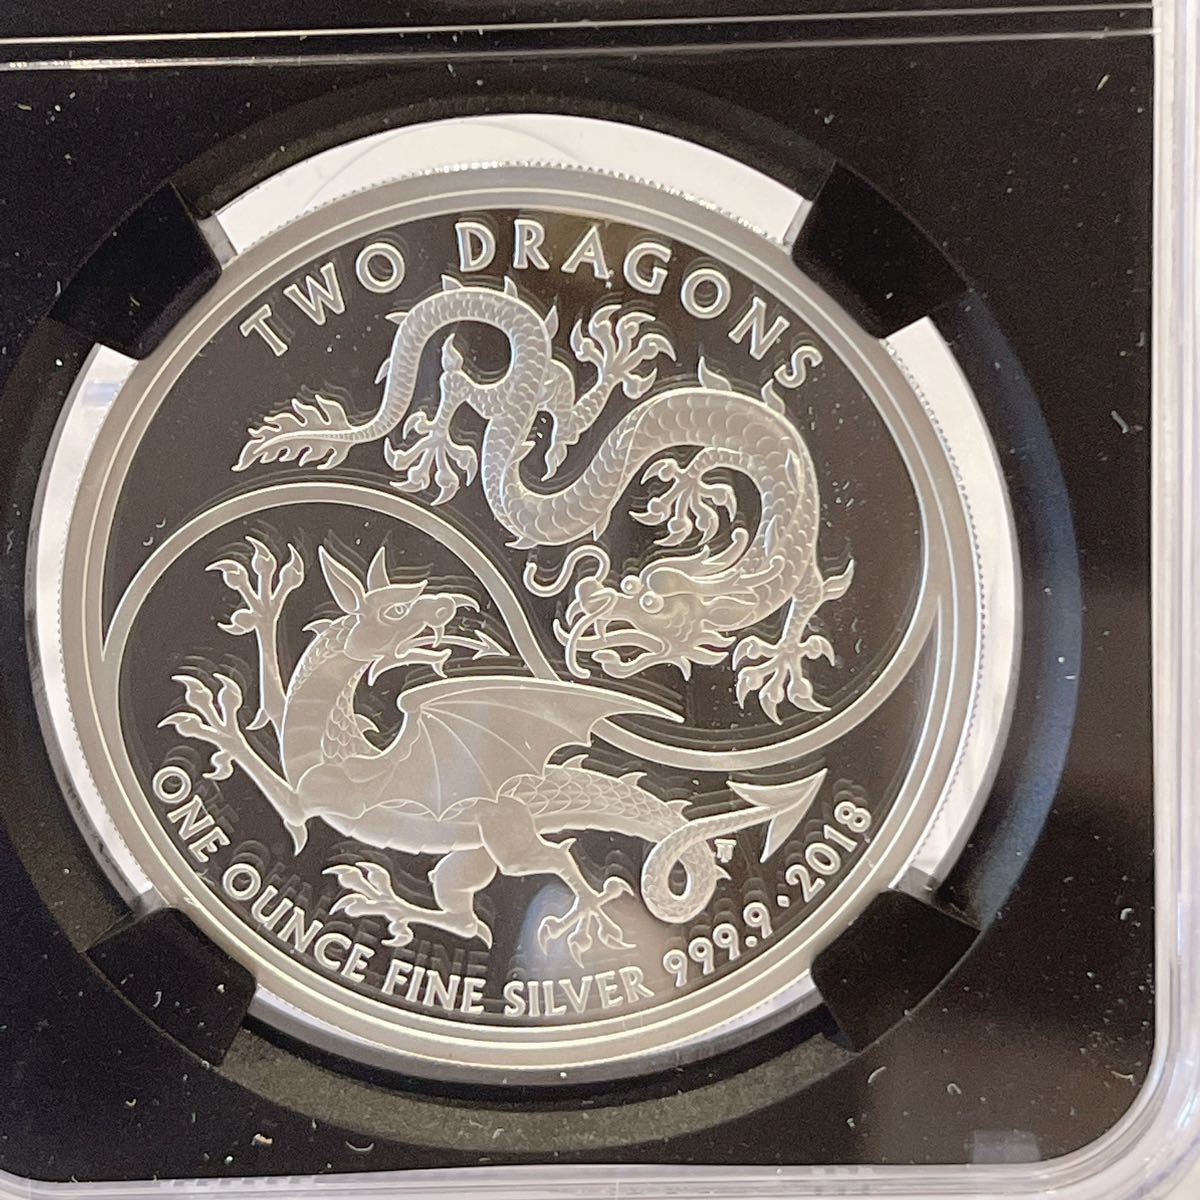 TWO DRAGONS
ONE OUNCE FINE SILVER 999.9 · 2018